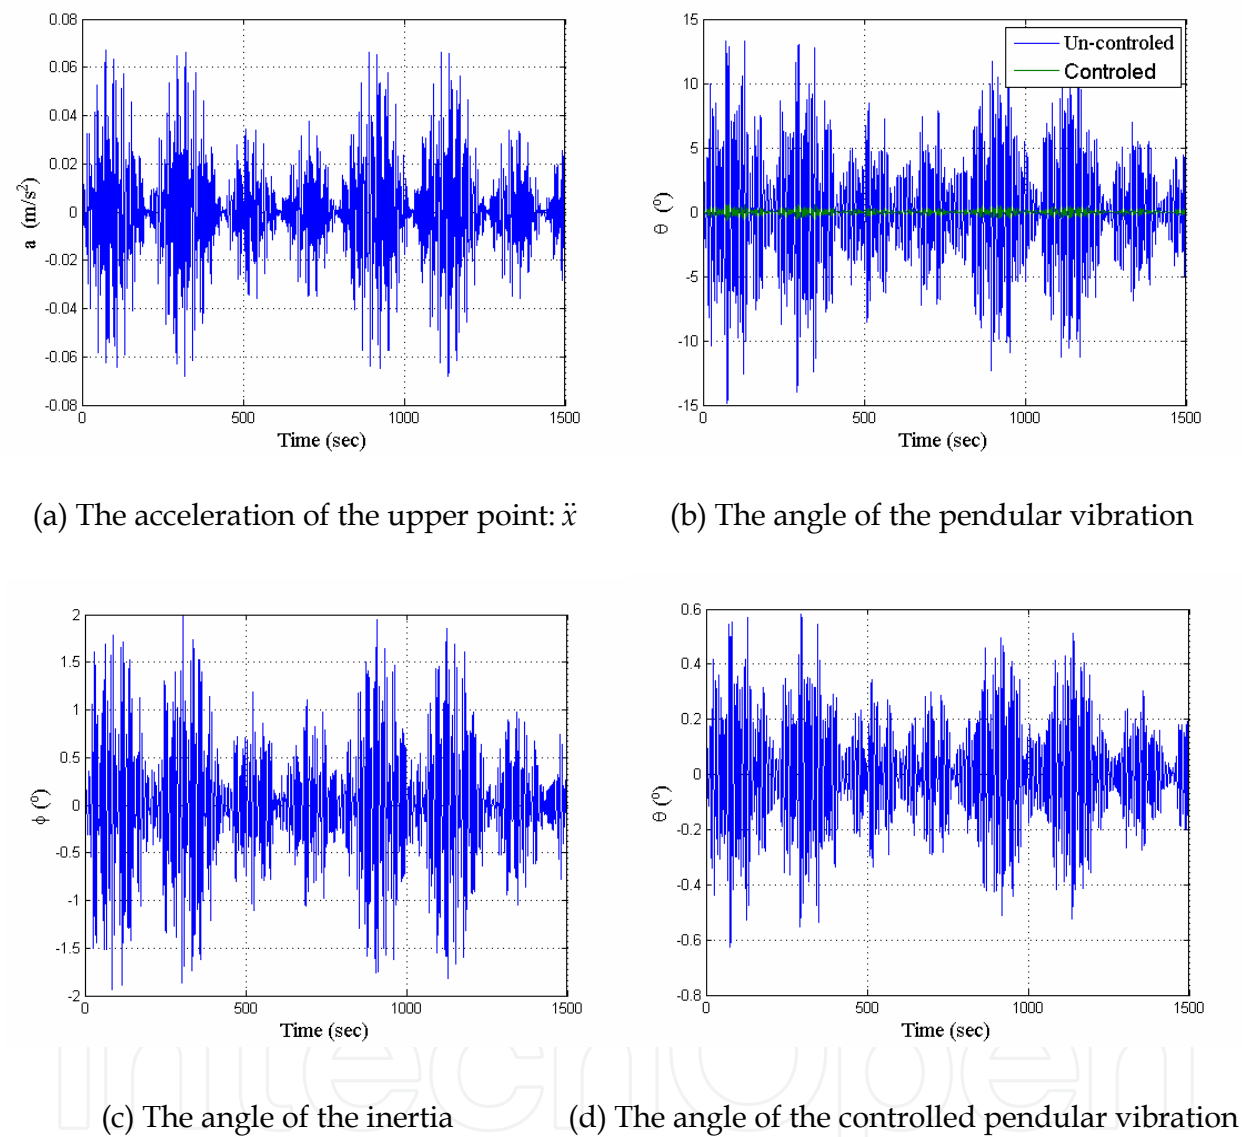 0.08
0.06
0.04
0.02
0
-0.02
-0.04
-0.06
-0.08
a (m/s²)
0 500 1000 1500
Time (sec)
15
10
5
0
-5
-10
-15
θ (º)
Un-controled
Controled
0 500 1000 1500
Time (sec)
(a) The acceleration of the upper point: ẍ
(b) The angle of the pendular vibration
2
1.5
1
0.5
0
-0.5
-1
-1.5
-2
ϕ (º)
0 500 1000 1500
Time (sec)
0.6
0.4
0.2
0
-0.2
-0.4
-0.6
-0.8
θ (º)
0 500 1000 1500
Time (sec)
IntechOpen
(c) The angle of the inertia
(d) The angle of the controlled pendular vibration